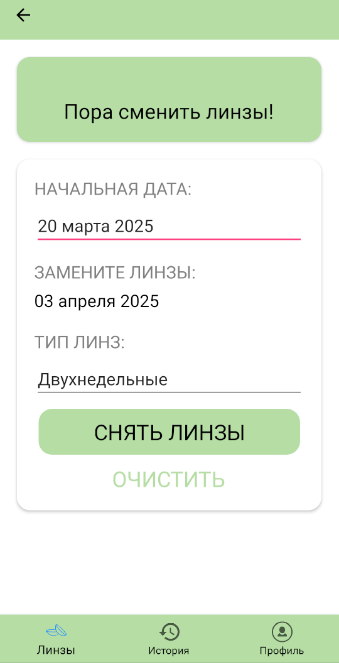 Пора сменить линзы!
НАЧАЛЬНАЯ ДАТА:
20 марта 2025
ЗАМЕНИТЕ ЛИНЗЫ:
03 апреля 2025
ТИП ЛИНЗ:
Двухнедельные
СНЯТЬ ЛИНЗЫ
ОЧИСТИТЬ
Линзы История Профиль